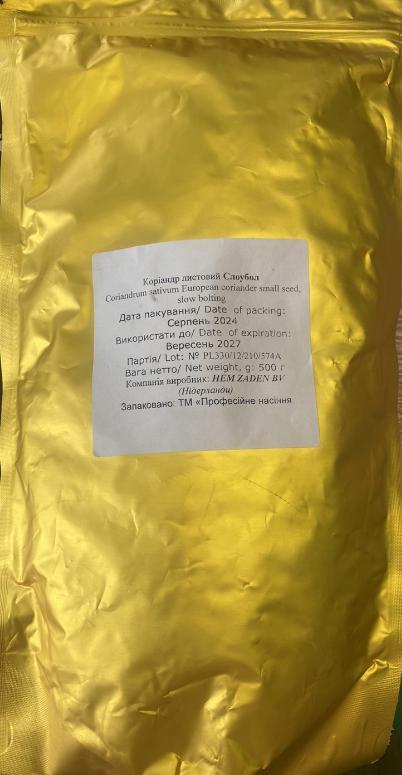 Коріандр листовий Слоубол
Coriandrum sativum European coriander small seed,
slow bolting
Дата пакування/ Date of packing:
Серпень 2024
Використати до/ Date of expiration:
Вересень 2027
Партія/ Lot: № PL330/12/210/574A
Вага нетто/ Net weight, g: 500 г
Компанія виробник: HEM ZADEN BV
(Нідерланди)
Запаковано: ТМ «Професійне насіння